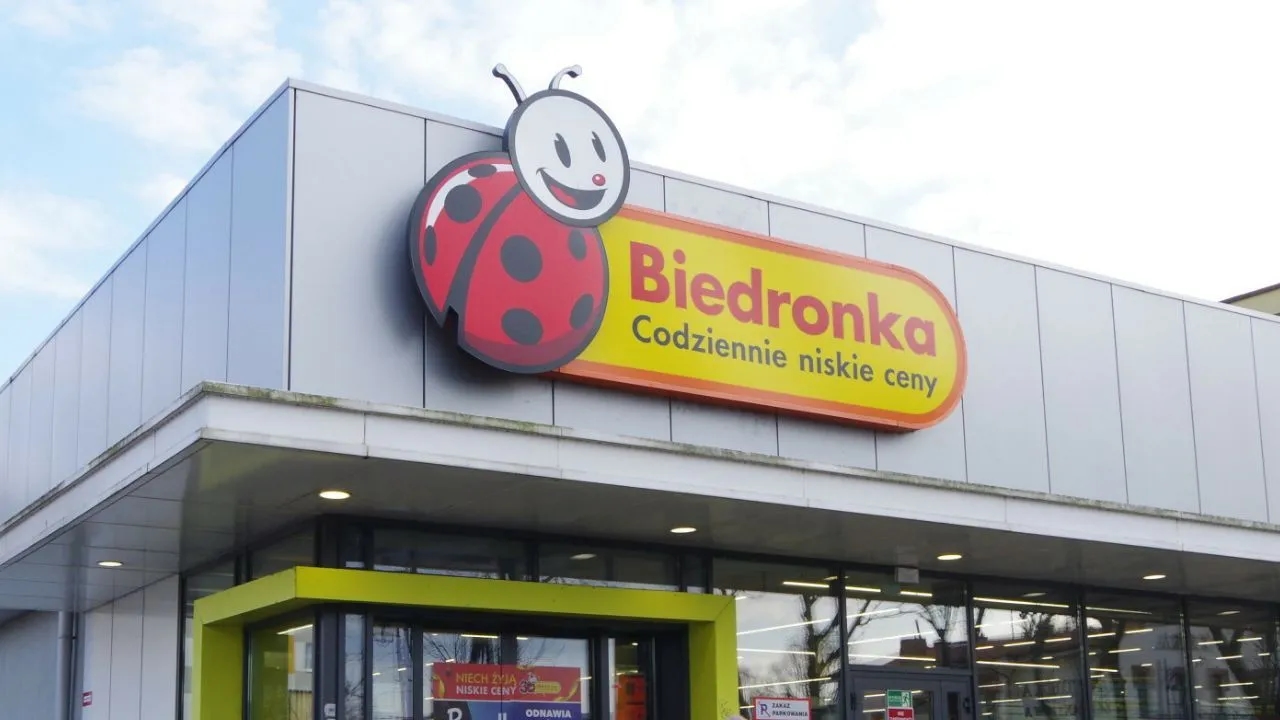 Biedronka
Codziennie niskie ceny
NIECH ŻYJĄ
NISKIE CENY
ODNAWIA
ZAKAZ
PARKOWANIA